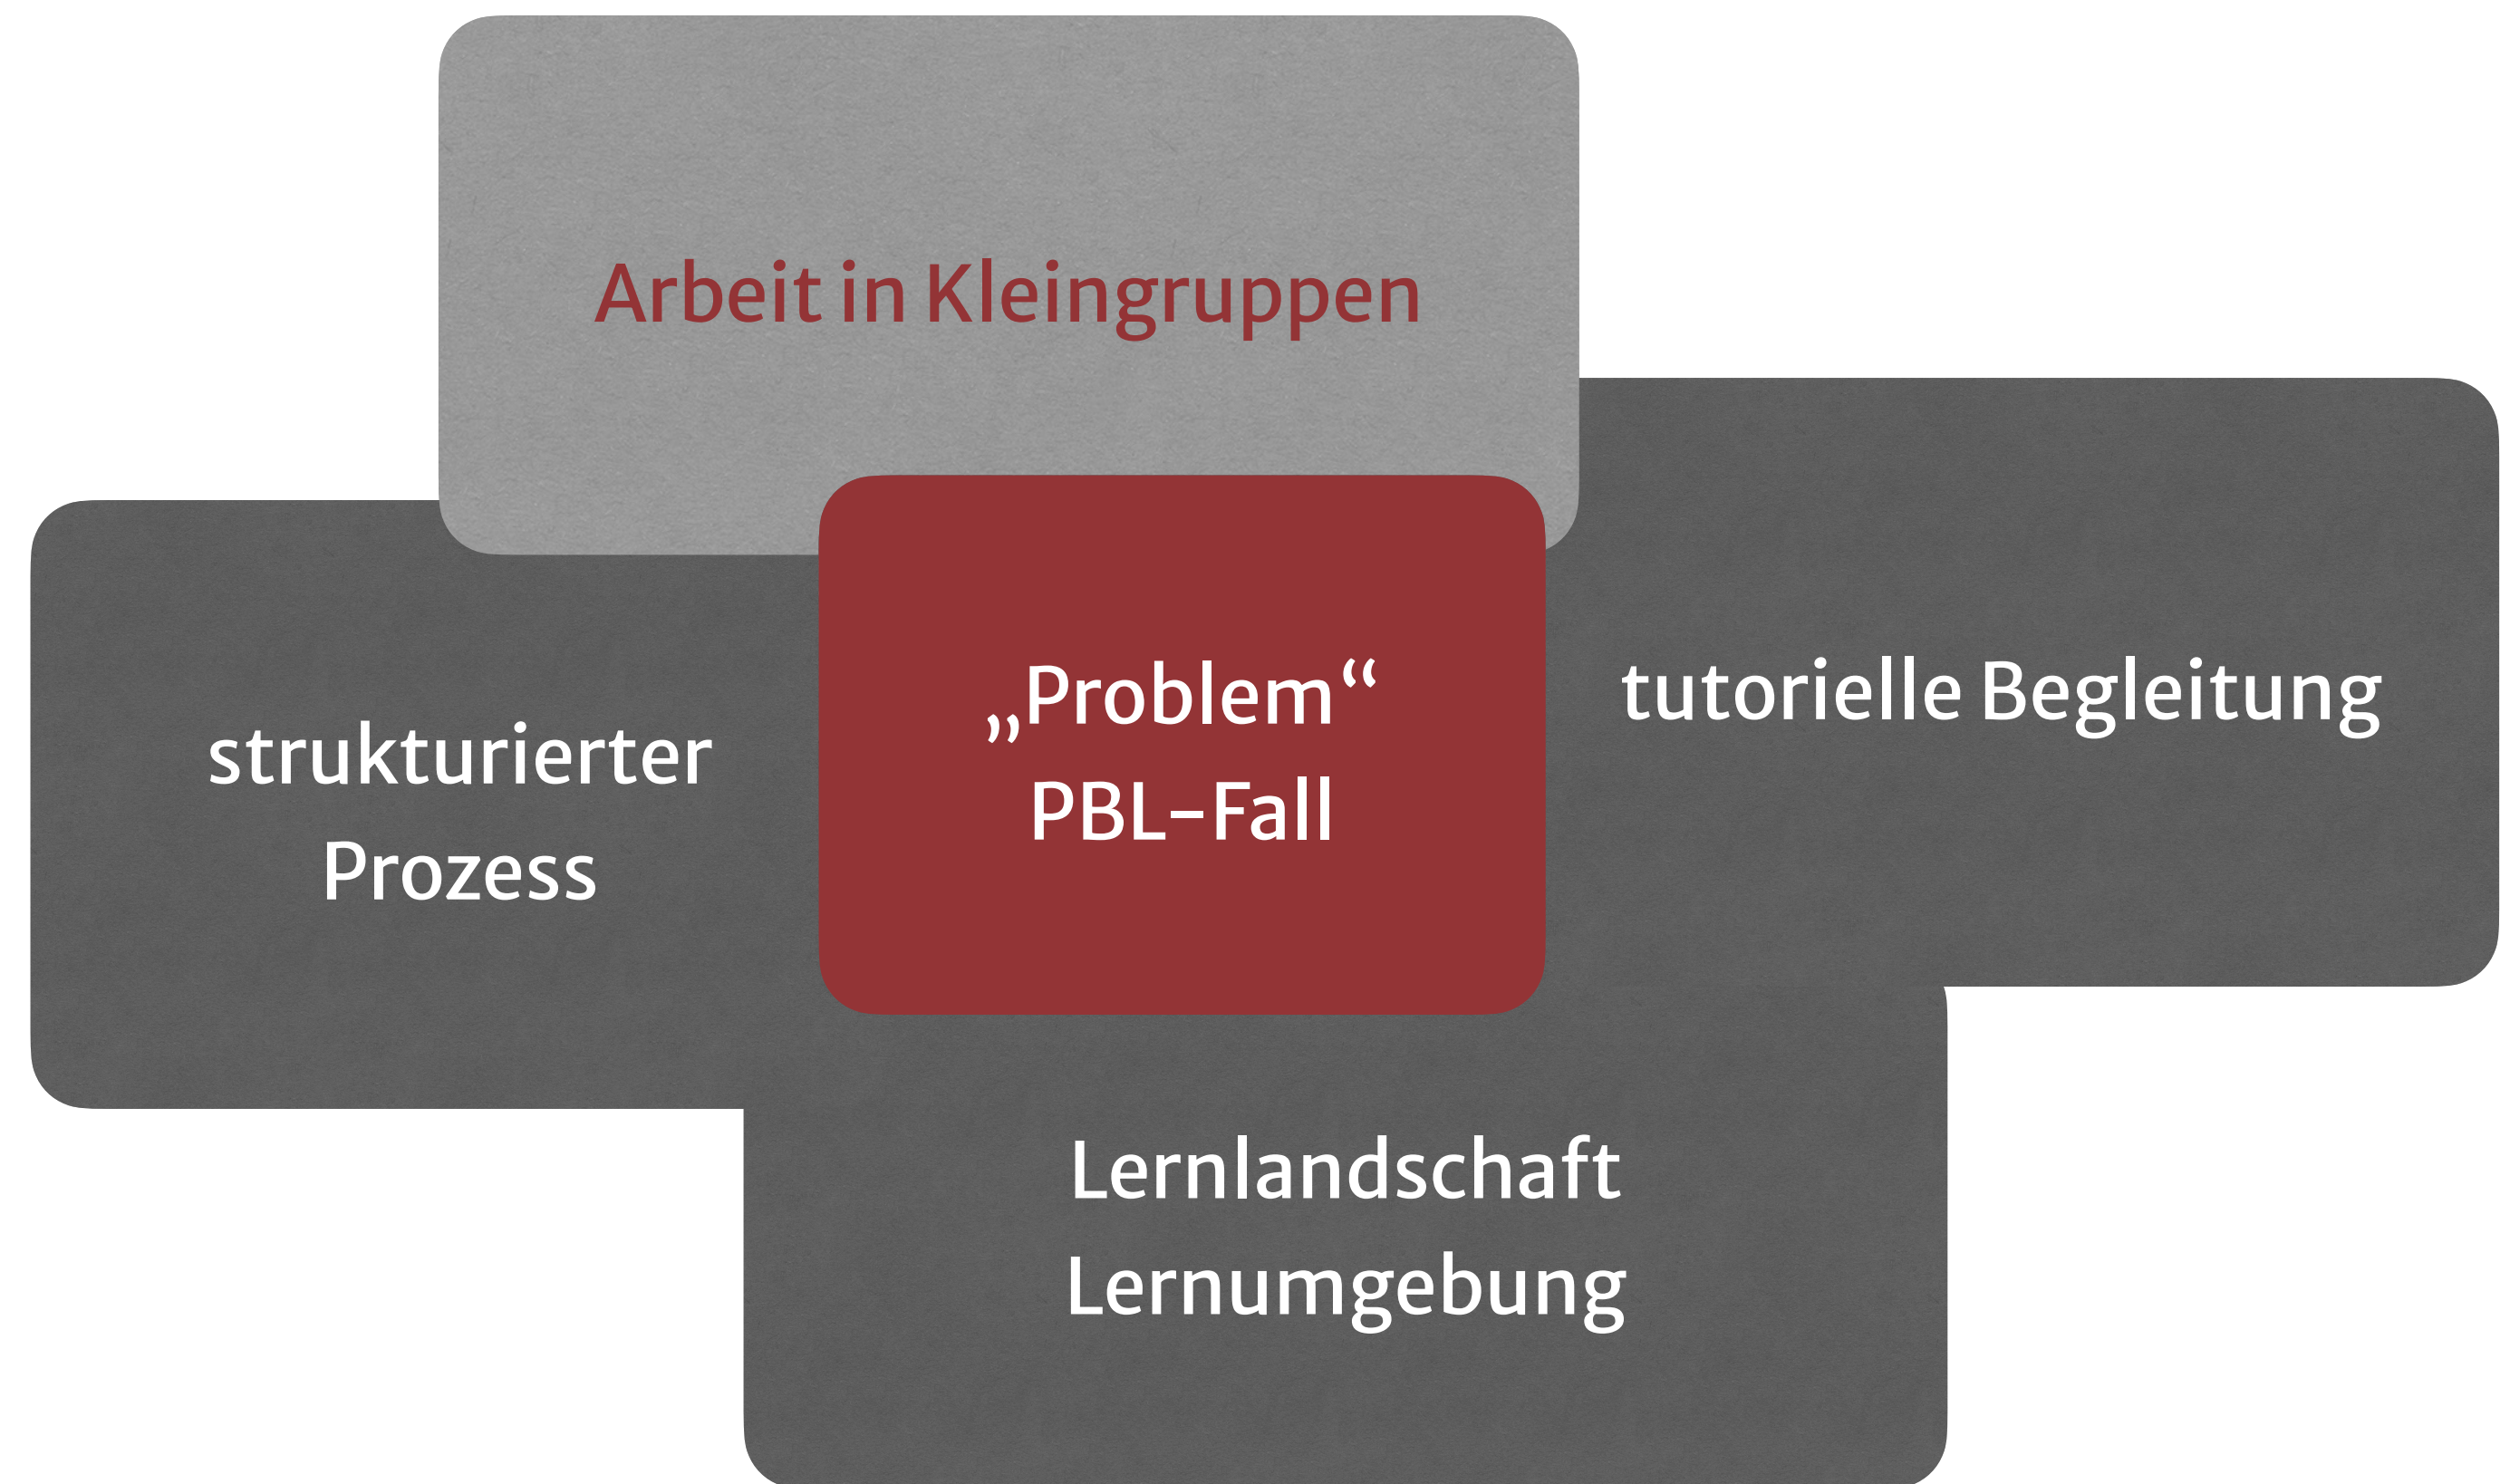 Arbeit in Kleingruppen
strukturierter
Prozess
„Problem“
PBL-Fall
tutorielle Begleitung
Lernlandschaft
Lernumgebung